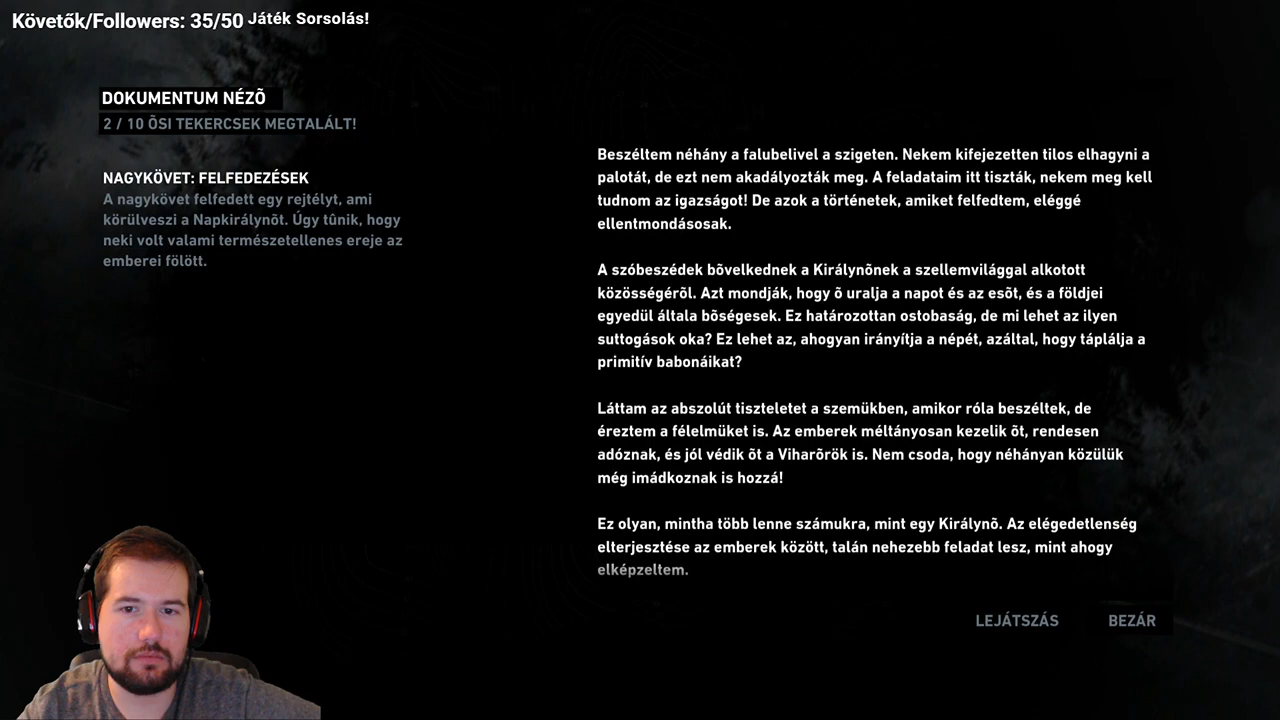 Követők/Followers: 35/50 Játék Sorsolás!
DOKUMENTUM NÉZÕ
2 / 10 ÕSI TEKERCSEK MEGTALÁLT!
NAGYKÖVET: FELFEDEZÉSEK
A nagykövet felfedett egy rejtélyt, ami
körülveszi a Napkirálynõt. Úgy tûnik, hogy
neki volt valami természetellenes ereje az
emberei fölött.
Beszéltem néhány a falubelivel a szigeten. Nekem kifejezetten tilos elhagyni a
palotát, de ezt nem akadályozták meg. A feladataim itt tiszták, nekem meg kell
tudnom az igazságot! De azok a történetek, amiket felfedtem, eléggé
ellentmondásosak.
A szóbeszédek bõvelkednek a Királynõnek a szellemvilággal alkotott
közösségérõl. Azt mondják, hogy õ uralja a napot és az esõt, és a földjei
egyedül általa bõségesek. Ez határozottan ostobaság, de mi lehet az ilyen
suttogások oka? Ez lehet az, ahogyan irányítja a népét, azáltal, hogy táplálja a
primitív babonáikat?
Láttam az abszolút tiszteletet a szemükben, amikor róla beszéltek, de
éreztem a félelmüket is. Az emberek méltányosan kezelik õt, rendesen
adóznak, és jól védik õt a Viharõrök is. Nem csoda, hogy néhányan közülük
még imádkoznak is hozzá!
Ez olyan, mintha több lenne számukra, mint egy Királynõ. Az elégedetlenség
elterjesztése az emberek között, talán nehezebb feladat lesz, mint ahogy
elképzeltem.
LEJÁTSZÁS BEZÁR